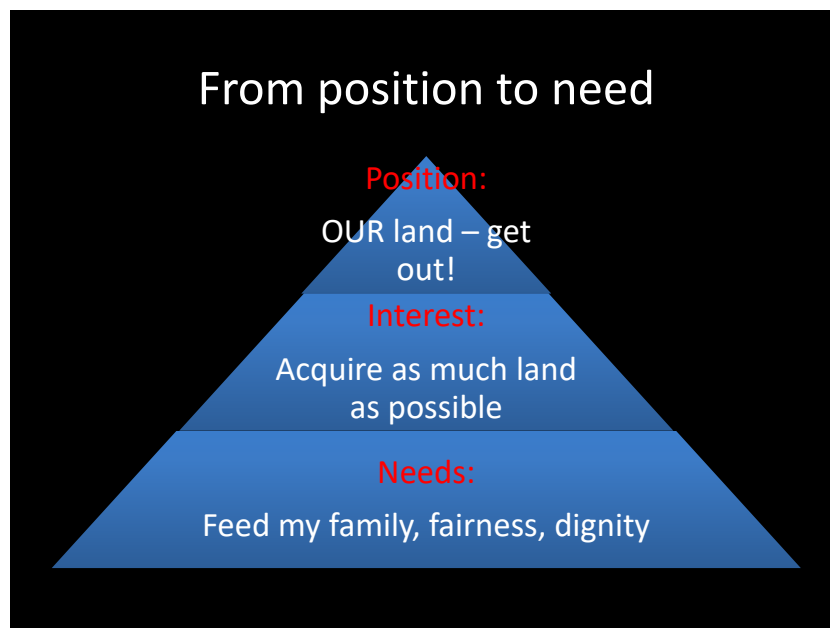 From position to need
Position:
OUR land – get
out!
Interest:
Acquire as much land
as possible
Needs:
Feed my family, fairness, dignity